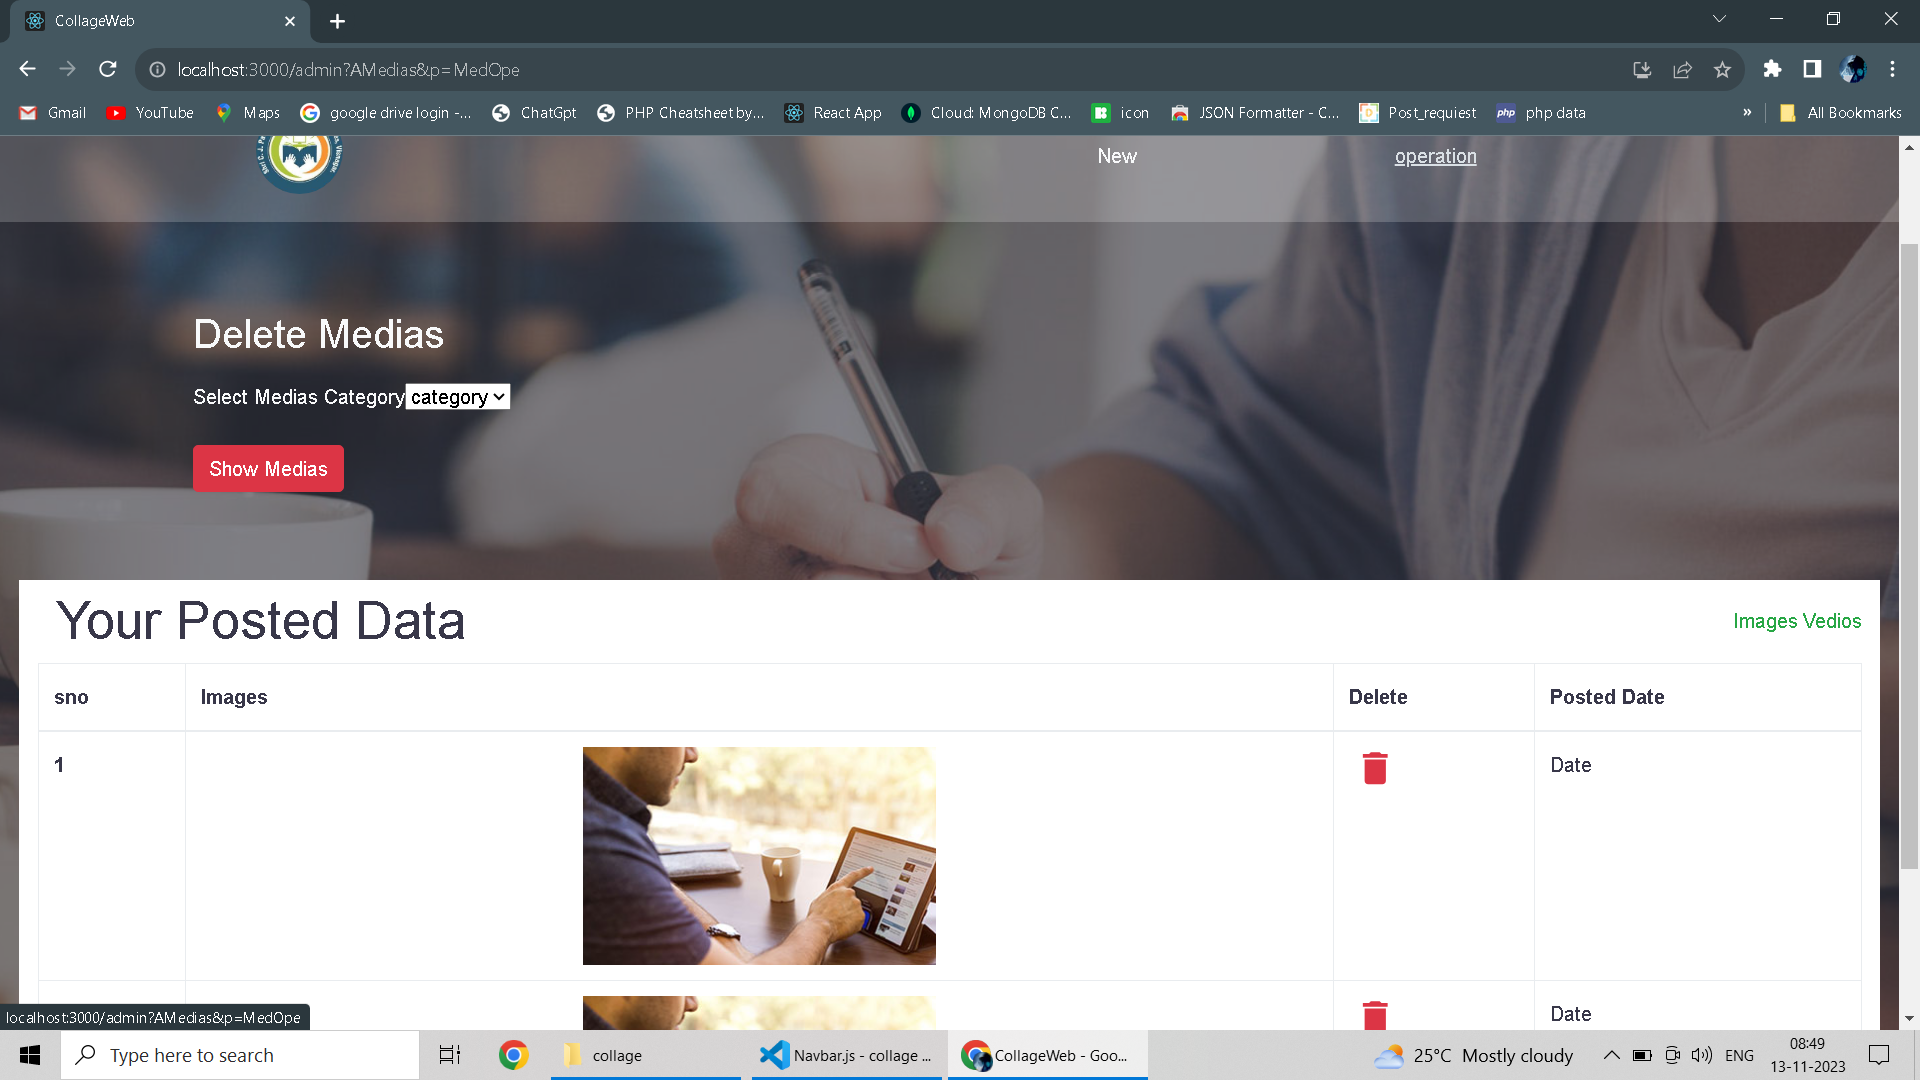 CollageWeb
localhost:3000/admin?AMedias&p=MedOpe
Gmail
YouTube
Maps
google drive login -...
ChatGpt
PHP Cheatsheet by...
React App
Cloud: MongoDB C...
icon
JSON Formatter - C...
Post_requiest
php
php data
»
All Bookmarks
New
operation
Delete Medias
Select Medias Category category
Show Medias
Your Posted Data
Images Vedios
sno Images Delete Posted Date
1 Date
Date
localhost:3000/admin?AMedias&p=MedOpe
Type here to search
collage
Navbar.js - collage ...
CollageWeb - Goo...
25°C Mostly cloudy
ENG
08:49
13-11-2023